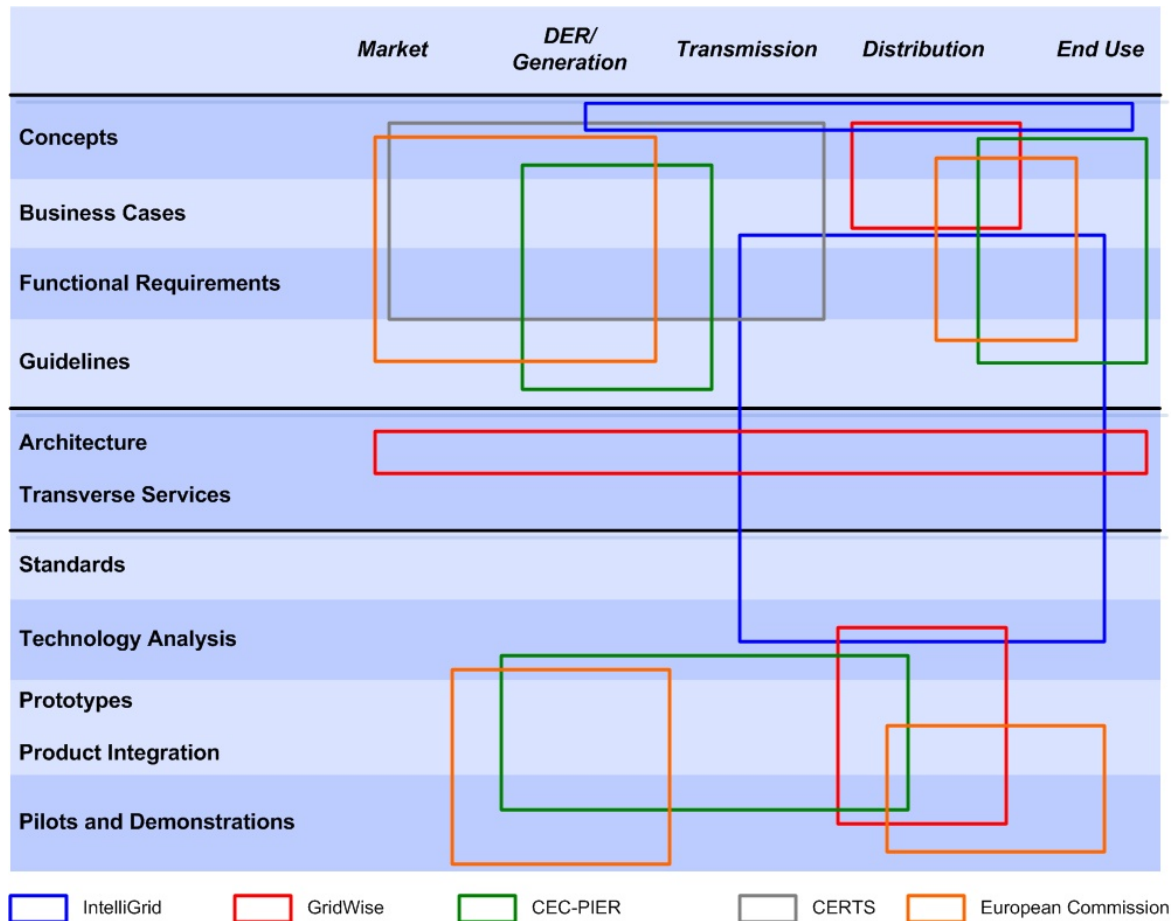 Market DER/ Transmission Distribution End Use
Generation
Concepts
Business Cases
Functional Requirements
Guidelines
Architecture
Transverse Services
Standards
Technology Analysis
Prototypes
Product Integration
Pilots and Demonstrations
IntelliGrid GridWise CEC-PIER CERTS European Commission